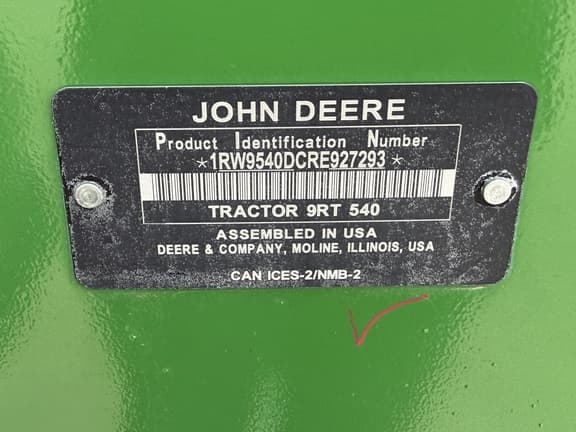 JOHN DEERE
Product Identification Number
*1RW9540DCRE927293*
TRACTOR 9RT 540
ASSEMBLED IN USA
DEERE & COMPANY, MOLINE, ILLINOIS, USA
CAN ICES-2/NMB-2